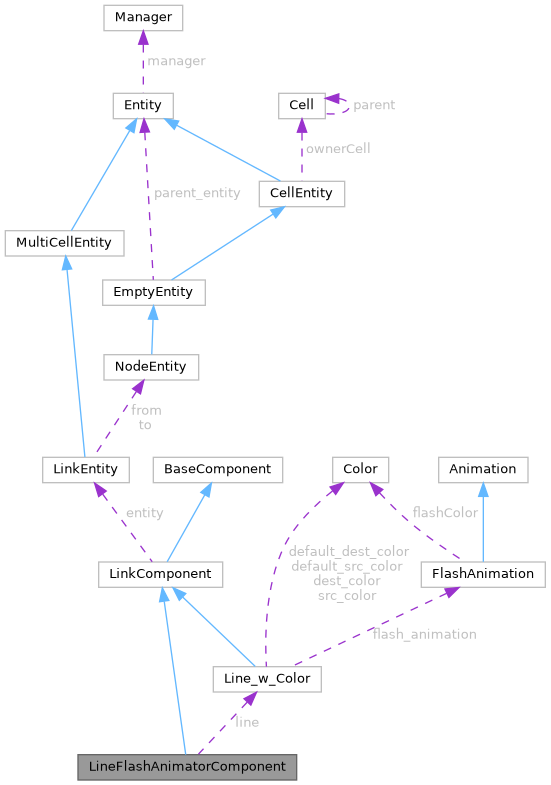 Manager
manager
Entity
Cell
parent
ownerCell
parent_entity
CellEntity
MultiCellEntity
EmptyEntity
NodeEntity
from
to
LinkEntity
BaseComponent
Color
Animation
entity
flashColor
default_dest_color
default_src_color
dest_color
src_color
LinkComponent
FlashAnimation
flash_animation
Line_w_Color
line
LineFlashAnimatorComponent